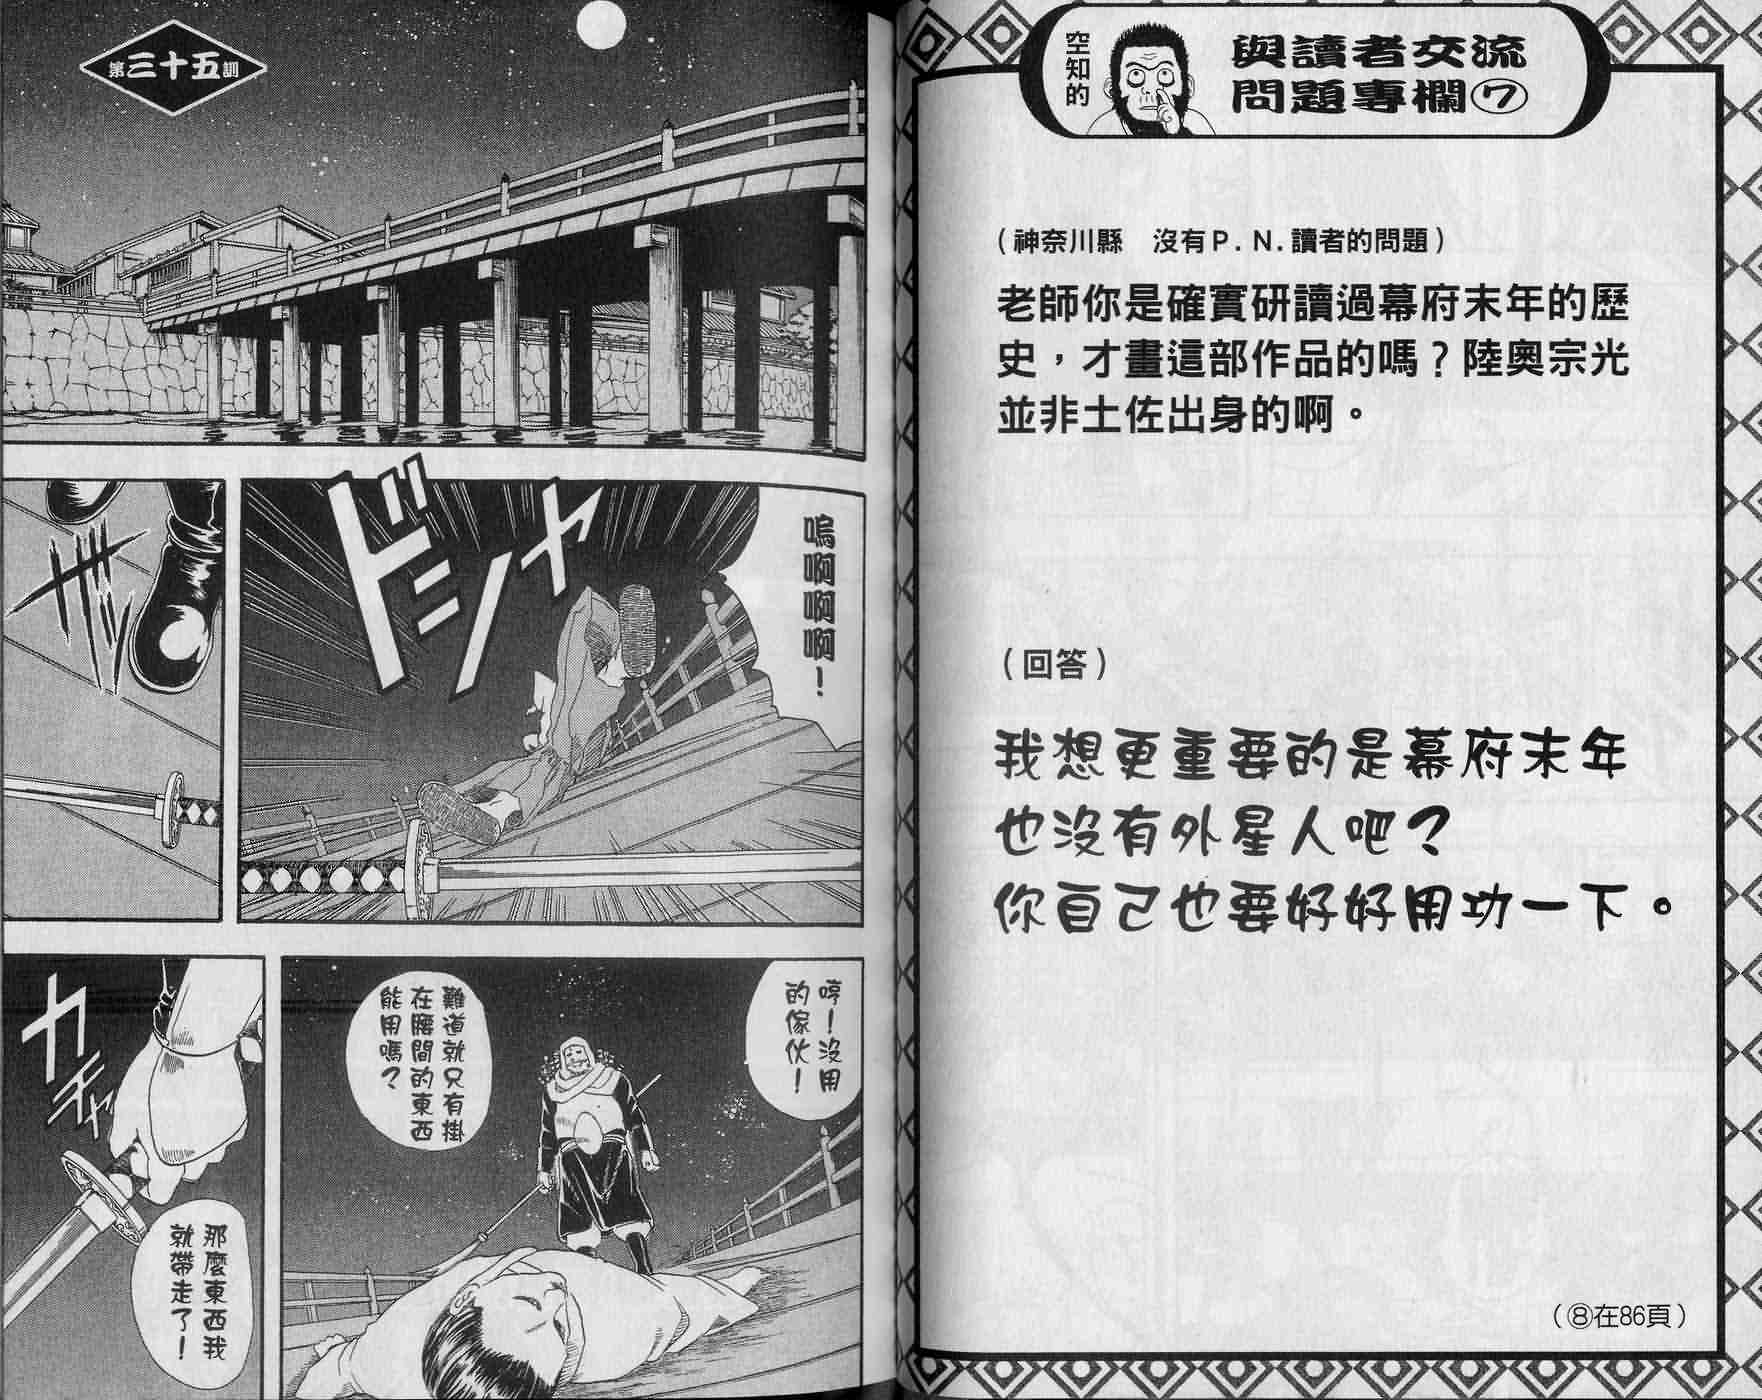 空知的
與讀者交流
問題專欄⑦
(神奈川縣　沒有P.N.讀者的問題)
老師你是確實研讀過幕府末年的歷
史，才畫這部作品的嗎？陸奧宗光
並非土佐出身的啊。
(回答)
我想更重要的是幕府末年
也沒有外星人吧？
你自己也要好好用功一下。
(⑧在86頁)
第三十五訓
嗚啊啊啊！
ドシャ
ガシャ
哼！沒用
的傢伙！
難道就只有掛
在腰間的東西
能用嗎？
カチャ
那麼東西我
就帶走了！